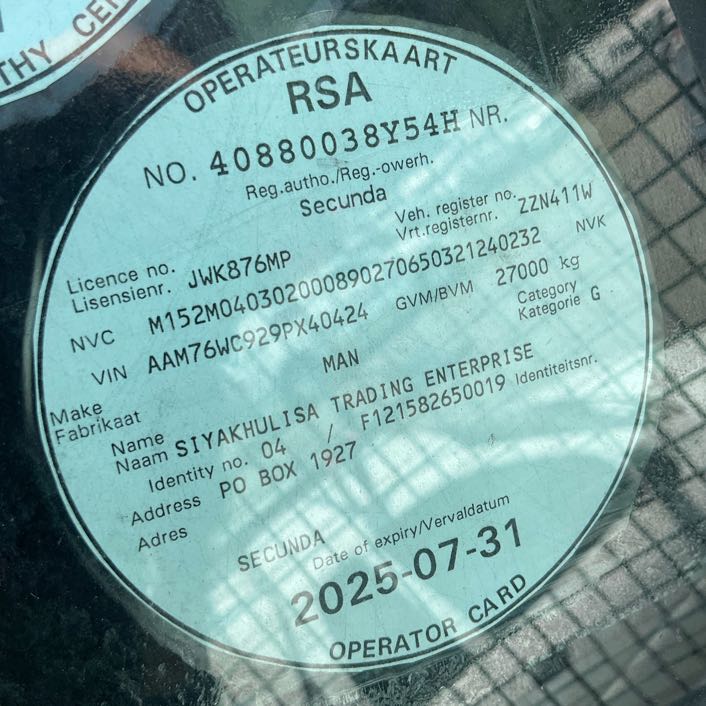 THY CE
OPERATEURSKAART
RSA
NO. 40880038Y54H NR.
Reg.autho./Reg.-owerh.
Secunda
Veh. register no. ZZN411W
Vrt.registernr.
Licence no. JWK876MP
Lisensienr.
NVC M152M0403020008902706503212402​32 NVK
VIN AAM76WC929PX40424 GVM/BVM 27000 kg
Category
Kategorie G
Make MAN
Fabrikaat
Name SIYAKHULISA TRADING ENTERPRISE
Naam
Identity no. 04 / F121582650019 Identiteitsnr.
Address PO BOX 1927
Adres
SECUNDA
Date of expiry/Vervaldatum
2025-07-31
OPERATOR CARD